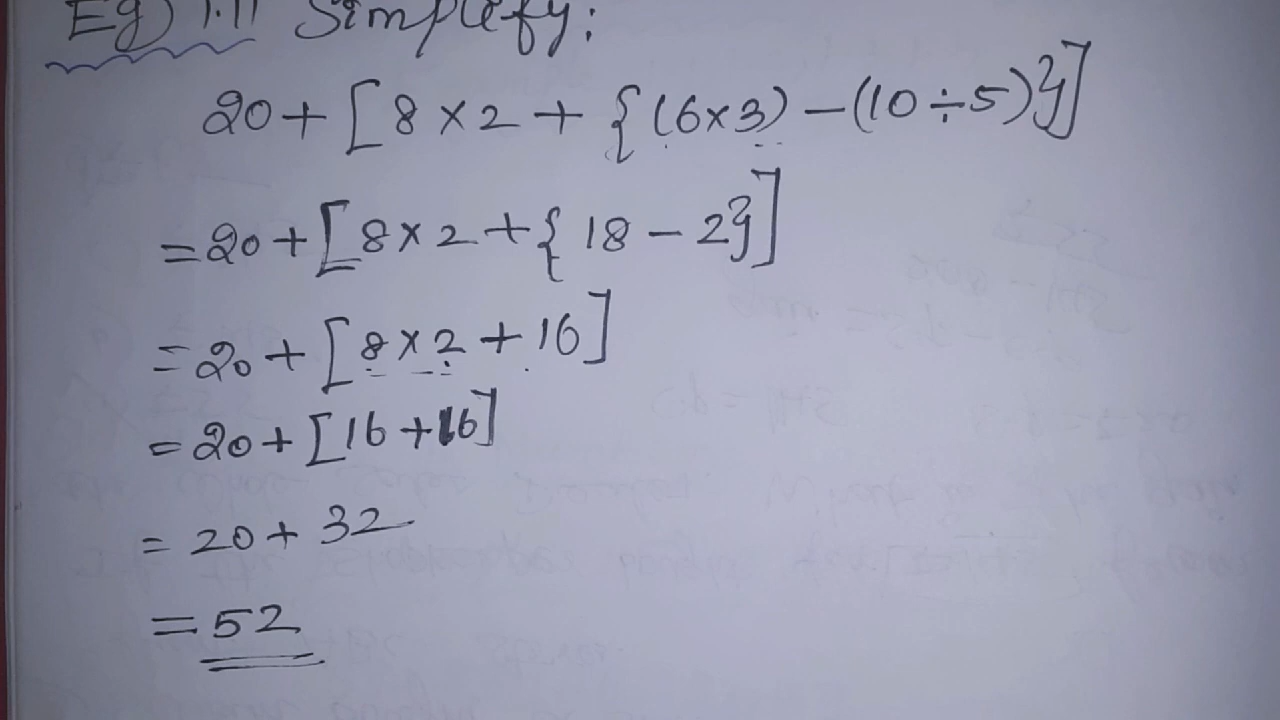 Eg) 1.11 Simplify:
20 + [ 8 × 2 + { (6×3) – (10÷5) } ]
= 20 + [ 8 × 2 + { 18 – 2 } ]
= 20 + [ 8 × 2 + 16 ]
= 20 + [ 16 + 16 ]
= 20 + 32
= 52